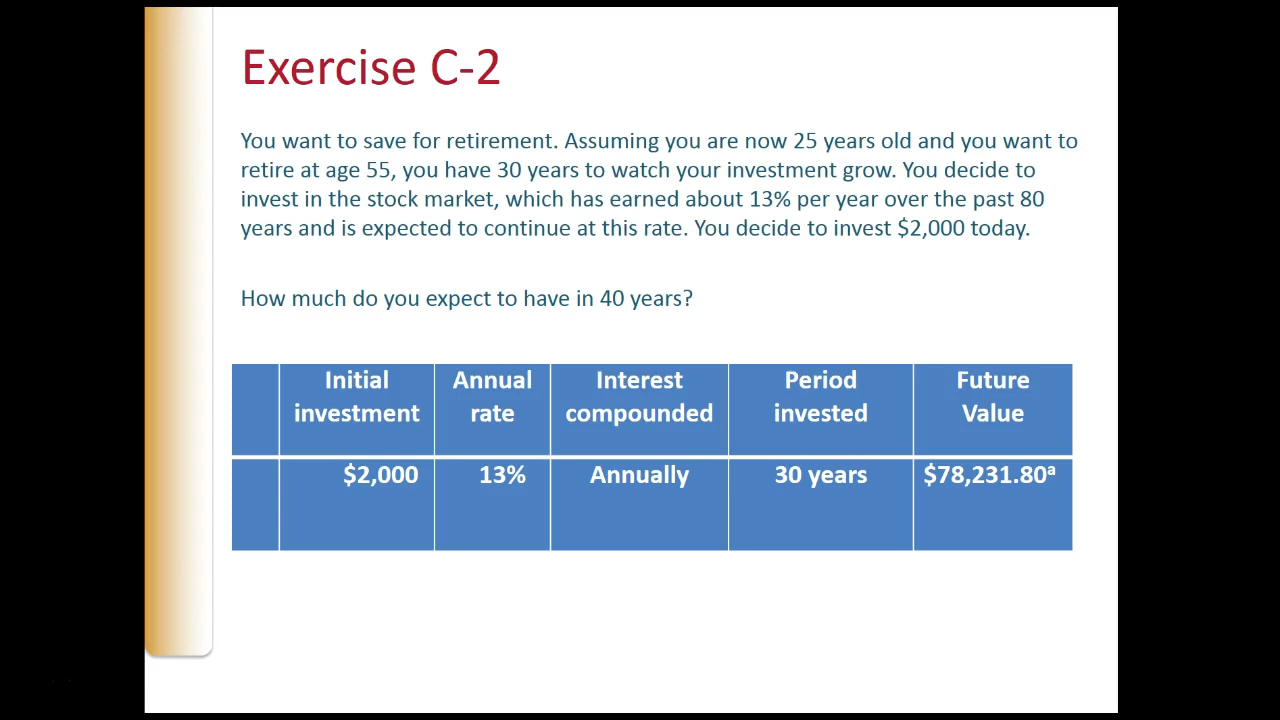 Exercise C-2
You want to save for retirement. Assuming you are now 25 years old and you want to
retire at age 55, you have 30 years to watch your investment grow. You decide to
invest in the stock market, which has earned about 13% per year over the past 80
years and is expected to continue at this rate. You decide to invest $2,000 today.
How much do you expect to have in 40 years?
Initial investment
Annual rate
Interest compounded
Period invested
Future Value
$2,000 13% Annually 30 years $78,231.80ᵃ